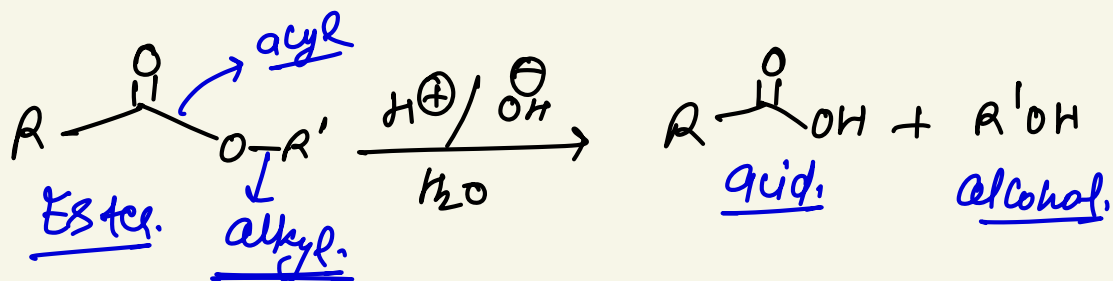 acyl
O
R O–R' H⊕/⊖OH R O OH + R'OH
H₂O
Ester. alkyl. acid. alcohol.